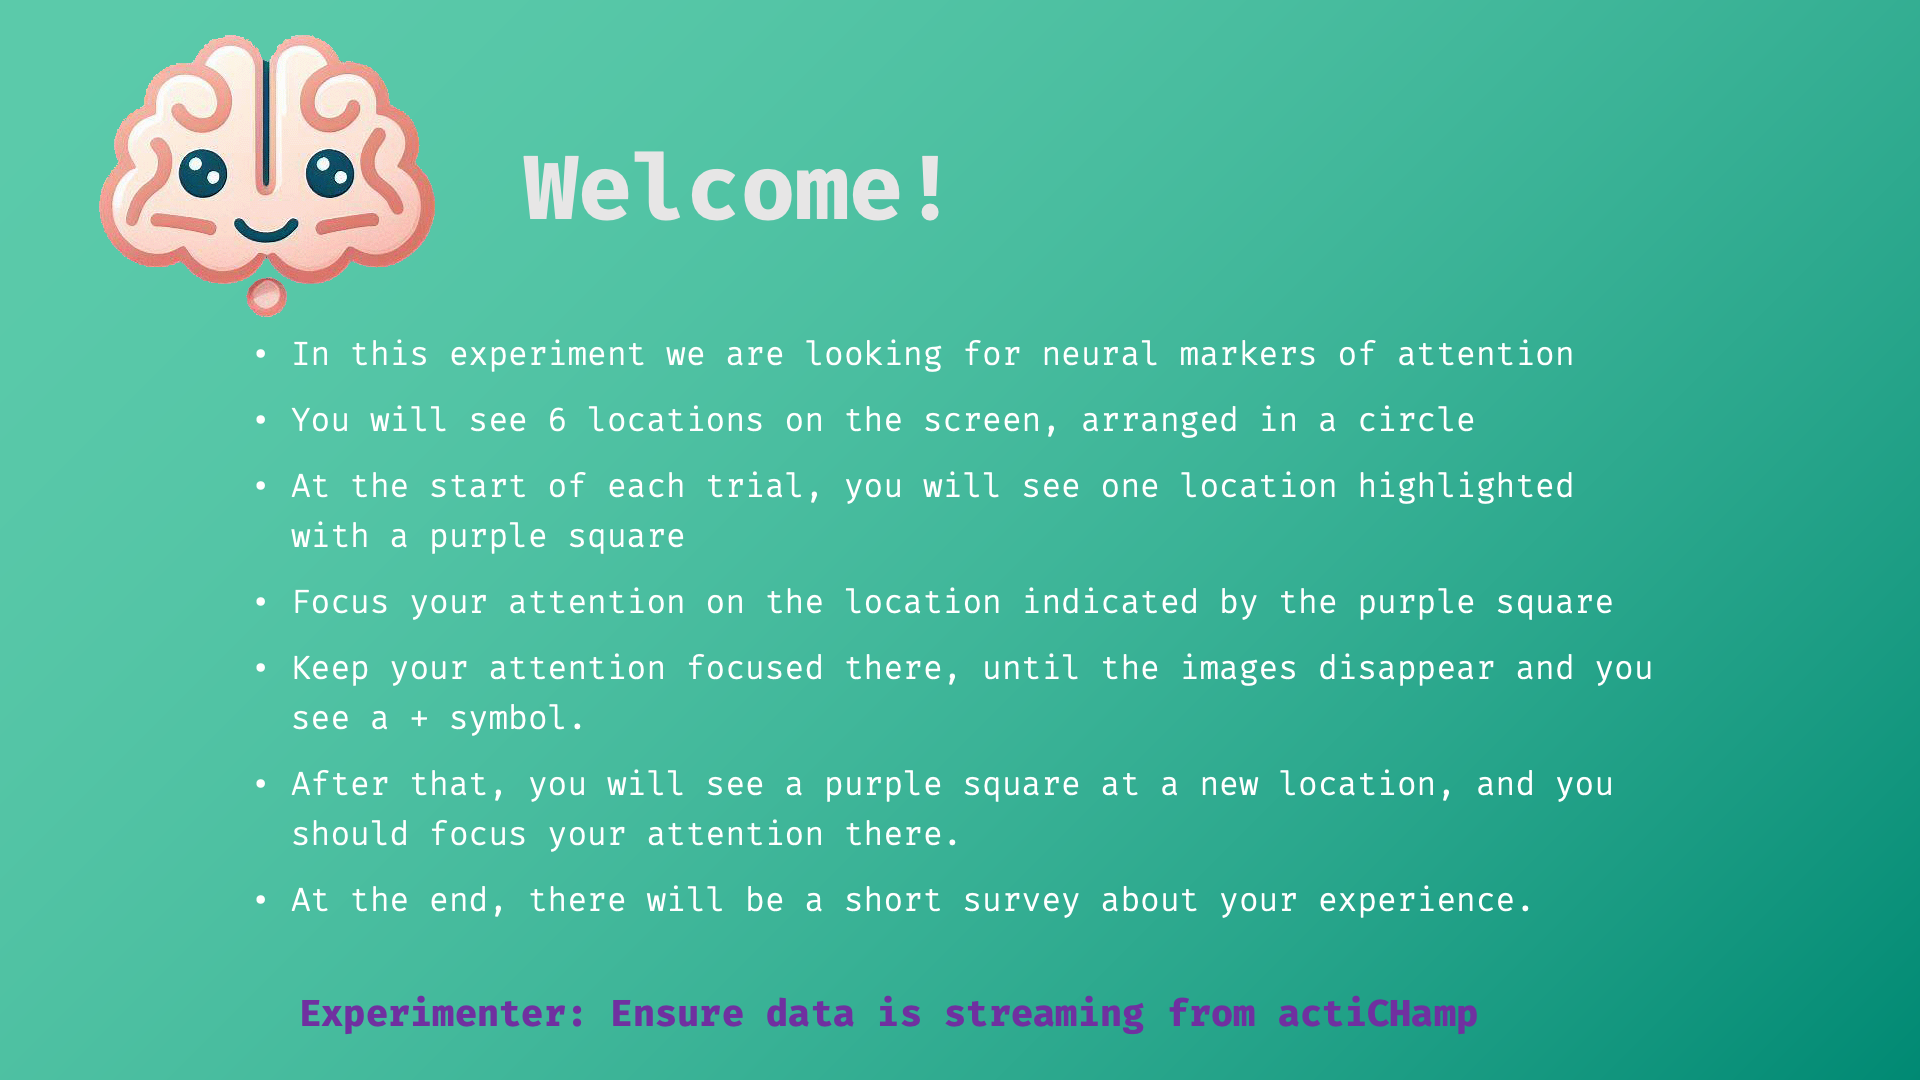 Welcome!
• In this experiment we are looking for neural markers of attention
• You will see 6 locations on the screen, arranged in a circle
• At the start of each trial, you will see one location highlighted
with a purple square
• Focus your attention on the location indicated by the purple square
• Keep your attention focused there, until the images disappear and you
see a + symbol.
• After that, you will see a purple square at a new location, and you
should focus your attention there.
• At the end, there will be a short survey about your experience.
Experimenter: Ensure data is streaming from actiCHamp